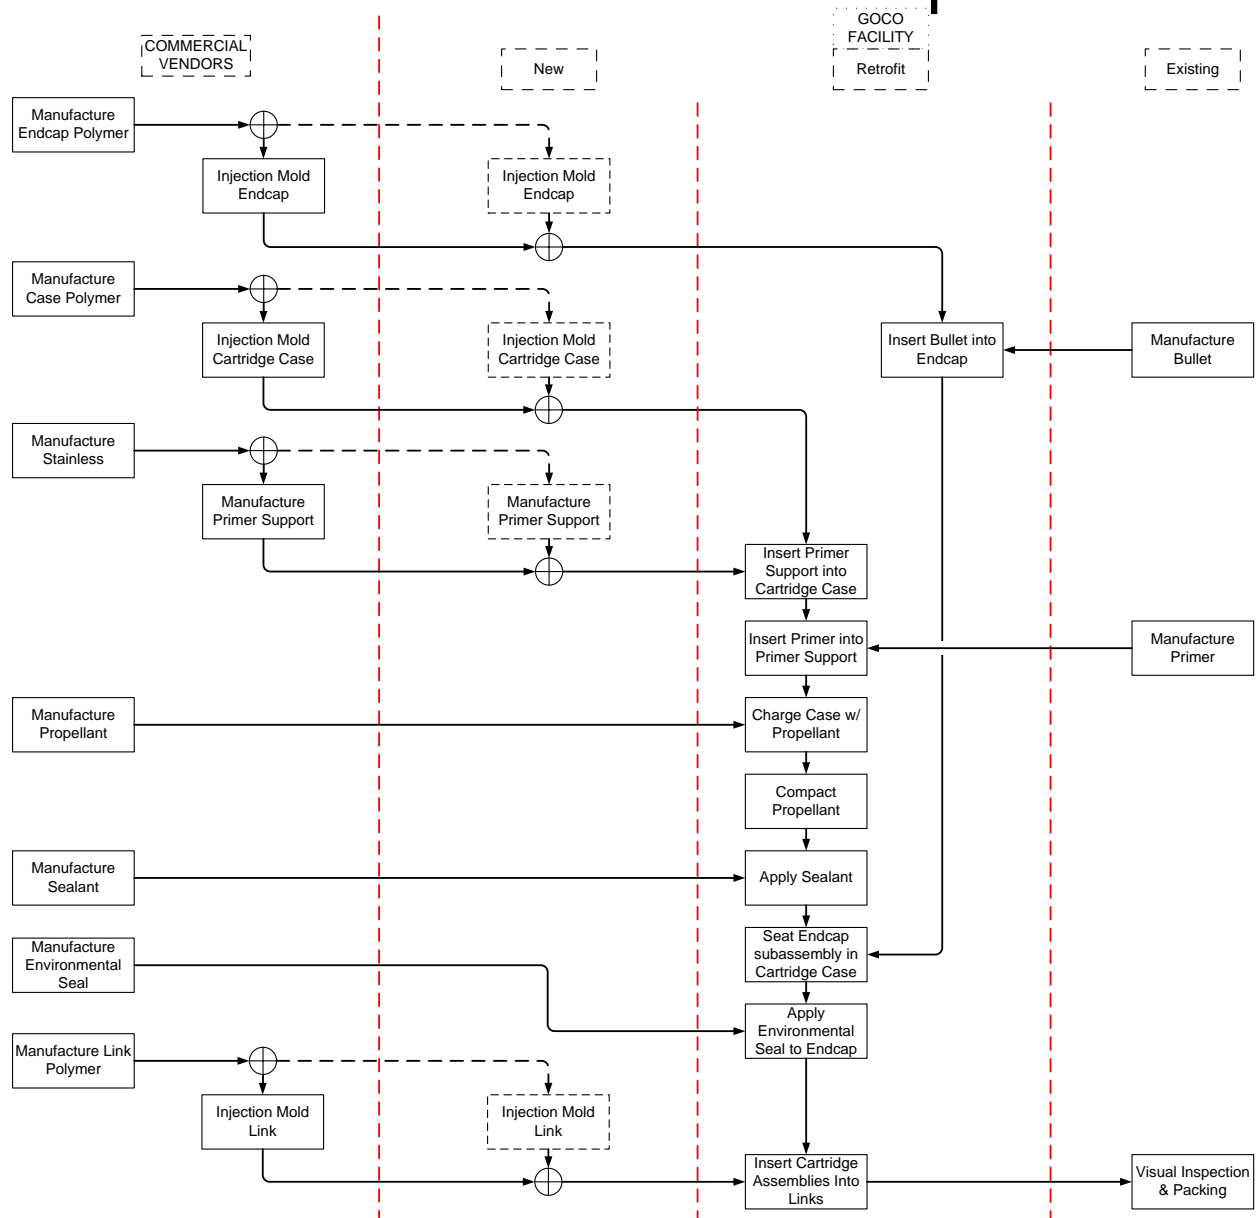 GOCO
FACILITY
COMMERCIAL
VENDORS
New
Retrofit
Existing
Manufacture
Endcap Polymer
Injection Mold
Endcap
Injection Mold
Endcap
Manufacture
Case Polymer
Injection Mold
Cartridge Case
Injection Mold
Cartridge Case
Insert Bullet into
Endcap
Manufacture
Bullet
Manufacture
Stainless
Manufacture
Primer Support
Manufacture
Primer Support
Insert Primer
Support into
Cartridge Case
Insert Primer into
Primer Support
Manufacture
Primer
Manufacture
Propellant
Charge Case w/
Propellant
Compact
Propellant
Manufacture
Sealant
Apply Sealant
Manufacture
Environmental
Seal
Seat Endcap
subassembly in
Cartridge Case
Apply
Environmental
Seal to Endcap
Manufacture Link
Polymer
Injection Mold
Link
Injection Mold
Link
Insert Cartridge
Assemblies Into
Links
Visual Inspection
& Packing